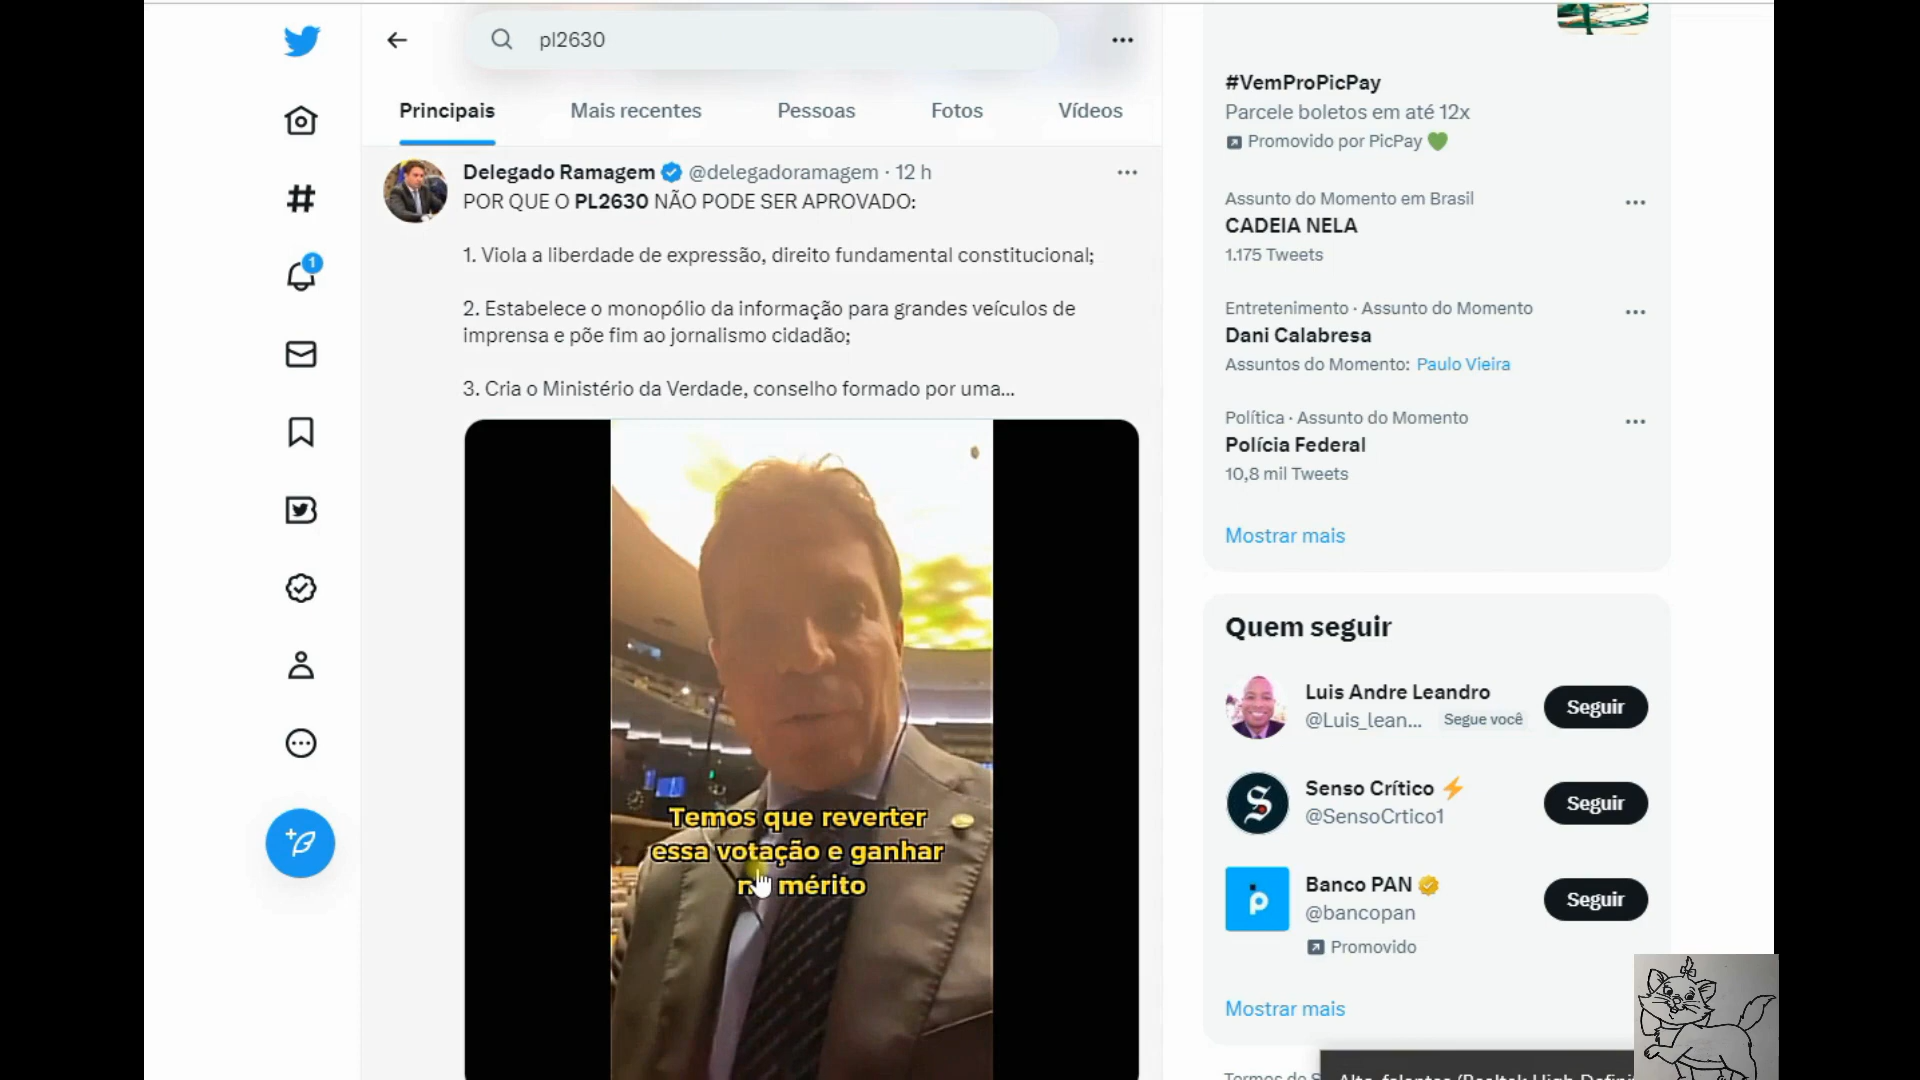 pl2630
Principais
Mais recentes
Pessoas
Fotos
Vídeos
Delegado Ramagem @delegadoramagem · 12 h
POR QUE O PL2630 NÃO PODE SER APROVADO:
1. Viola a liberdade de expressão, direito fundamental constitucional;
2. Estabelece o monopólio da informação para grandes veículos de
imprensa e põe fim ao jornalismo cidadão;
3. Cria o Ministério da Verdade, conselho formado por uma...
Temos que reverter
essa votação e ganhar
mérito
1
#VemProPicPay
Parcele boletos em até 12x
Promovido por PicPay
Assunto do Momento em Brasil
CADEIA NELA
1.175 Tweets
Entretenimento · Assunto do Momento
Dani Calabresa
Assuntos do Momento: Paulo Vieira
Política · Assunto do Momento
Polícia Federal
10,8 mil Tweets
Mostrar mais
Quem seguir
Luis Andre Leandro
@Luis_lean... Segue você
Seguir
Senso Crítico
@SensoCrtico1
Seguir
Banco PAN
@bancopan
Seguir
Promovido
Mostrar mais